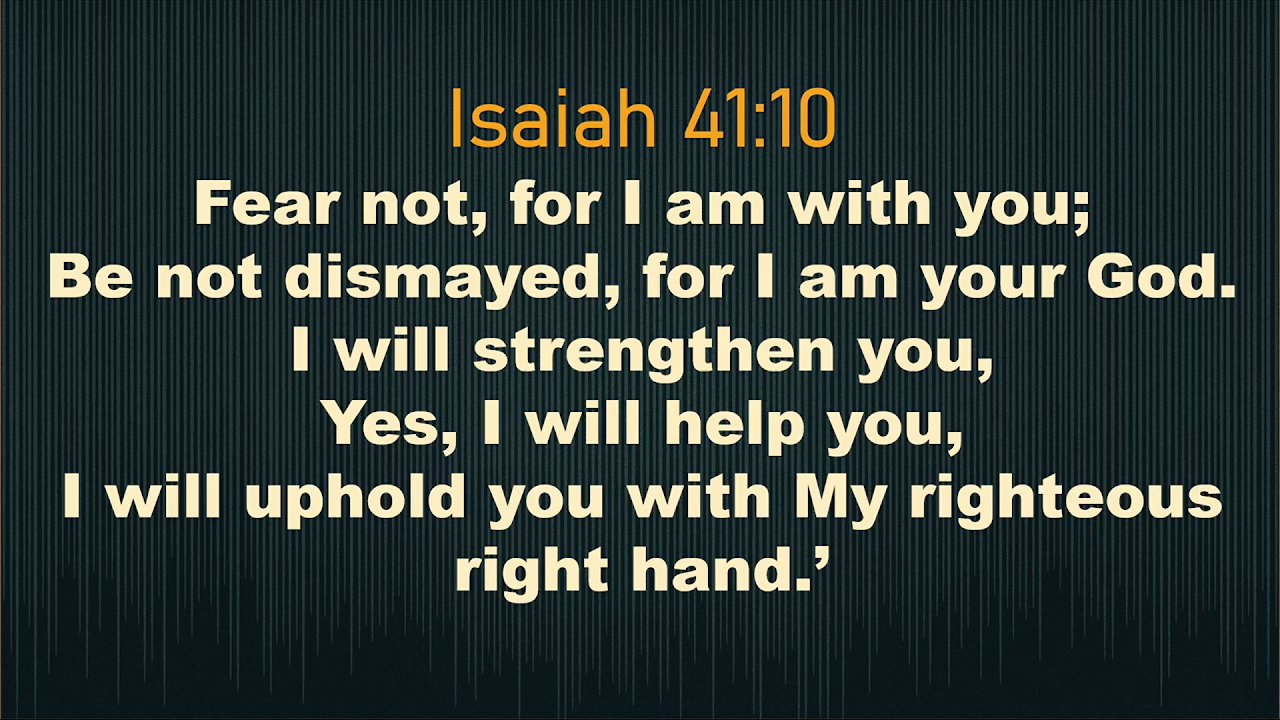 Isaiah 41:10
Fear not, for I am with you;
Be not dismayed, for I am your God.
I will strengthen you,
Yes, I will help you,
I will uphold you with My righteous
right hand.’